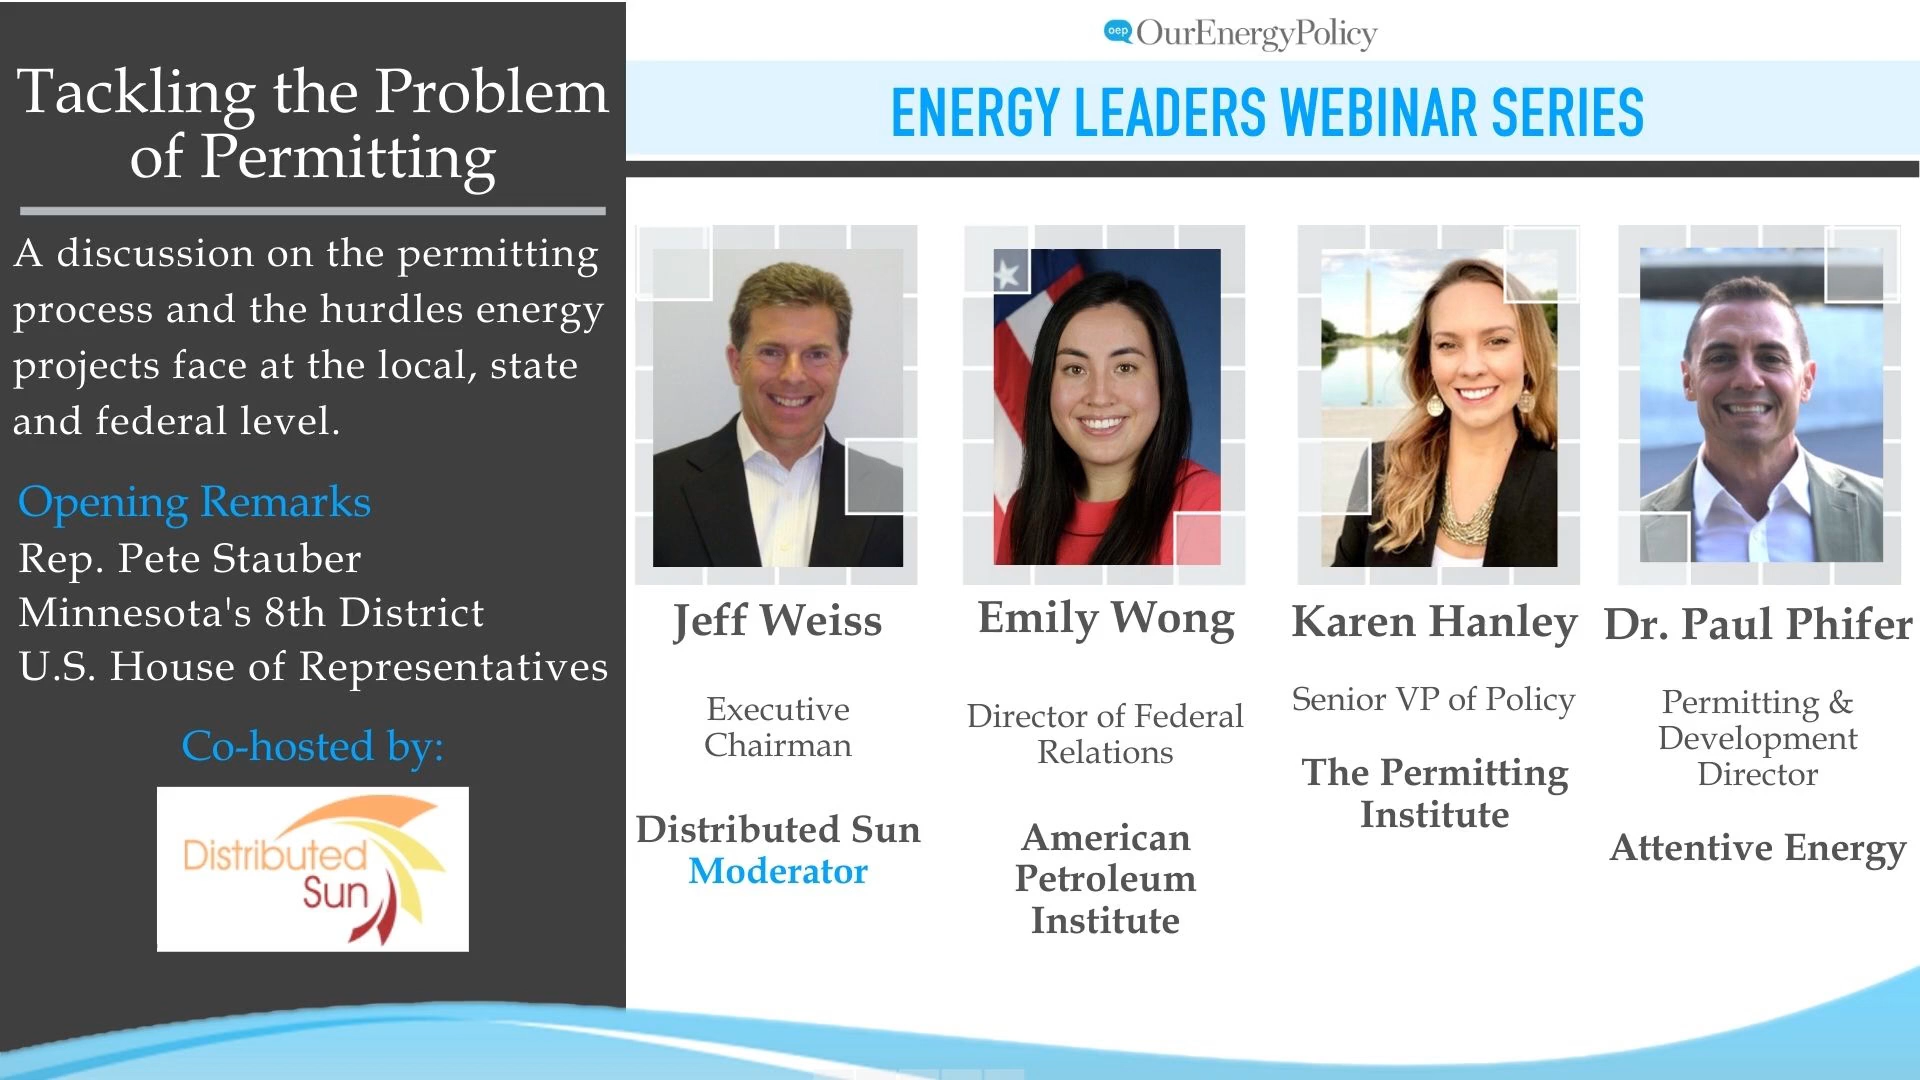 Tackling the Problem
of Permitting
A discussion on the permitting
process and the hurdles energy
projects face at the local, state
and federal level.
Opening Remarks
Rep. Pete Stauber
Minnesota's 8th District
U.S. House of Representatives
Co-hosted by:
Distributed
Sun
oep OurEnergyPolicy
ENERGY LEADERS WEBINAR SERIES
Jeff Weiss
Executive
Chairman
Distributed Sun
Moderator
Emily Wong
Director of Federal
Relations
American
Petroleum
Institute
Karen Hanley
Senior VP of Policy
The Permitting
Institute
Dr. Paul Phifer
Permitting &
Development
Director
Attentive Energy